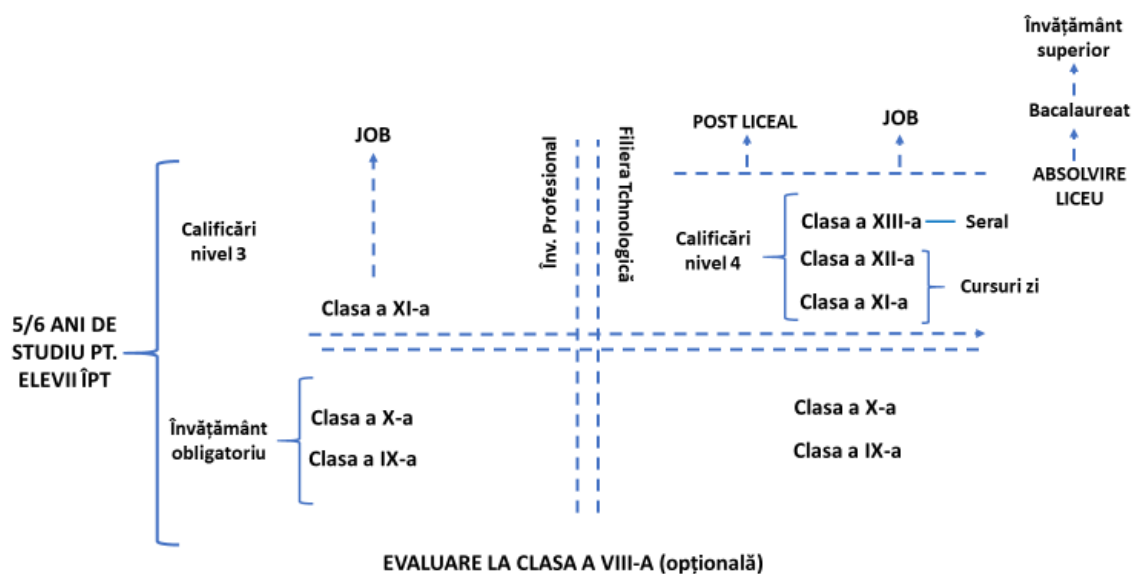 Învățământ
superior
Bacalaureat
ABSOLVIRE
LICEU
POST LICEAL
JOB
JOB
Înv. Profesional
Filiera Tchnologică
Calificări
nivel 3
Calificări
nivel 4
Clasa a XIII-a
Seral
Clasa a XII-a
Clasa a XI-a
Cursuri zi
Clasa a XI-a
5/6 ANI DE
STUDIU PT.
ELEVII ÎPT
Învățământ
obligatoriu
Clasa a X-a
Clasa a IX-a
Clasa a X-a
Clasa a IX-a
EVALUARE LA CLASA A VIII-A (opțională)